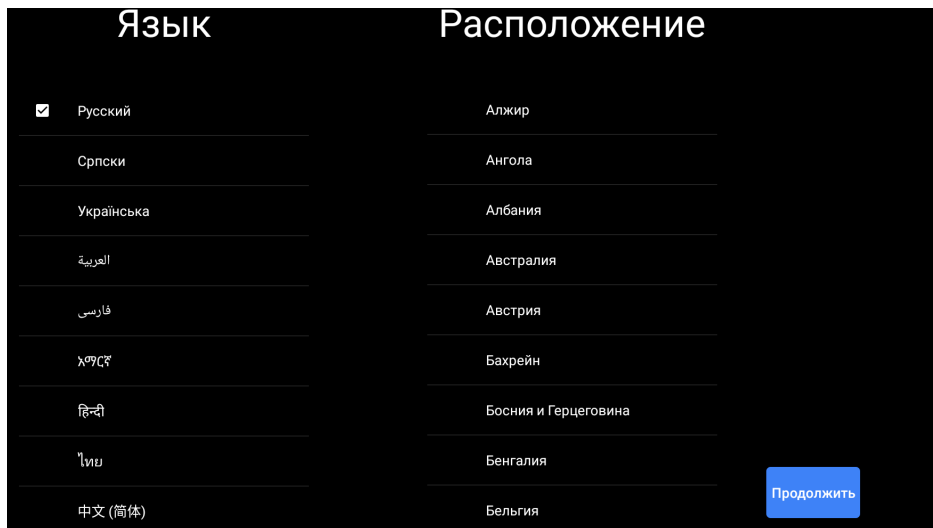 Язык
Расположение
Русский
Српски
Українська
العربية
فارسی
አማርኛ
हिन्दी
ไทย
中文 (简体)
Алжир
Ангола
Албания
Австралия
Австрия
Бахрейн
Босния и Герцеговина
Бенгалия
Бельгия
Продолжить